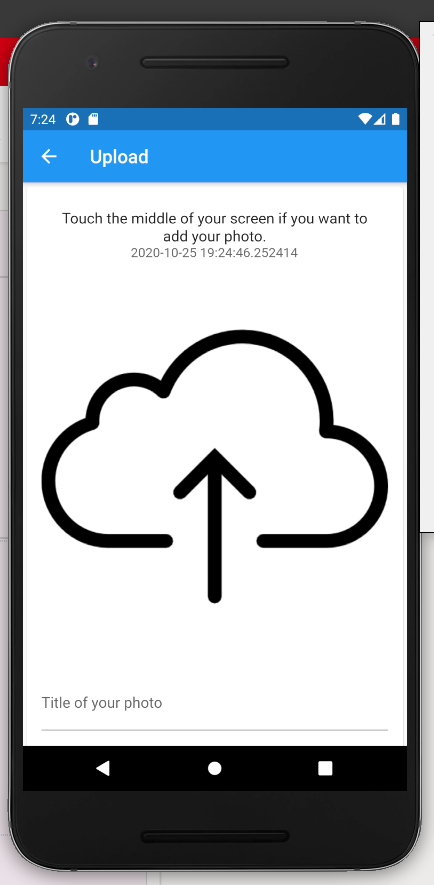 7:24
Upload
Touch the middle of your screen if you want to
add your photo.
2020-10-25 19:24:46.252414
Title of your photo